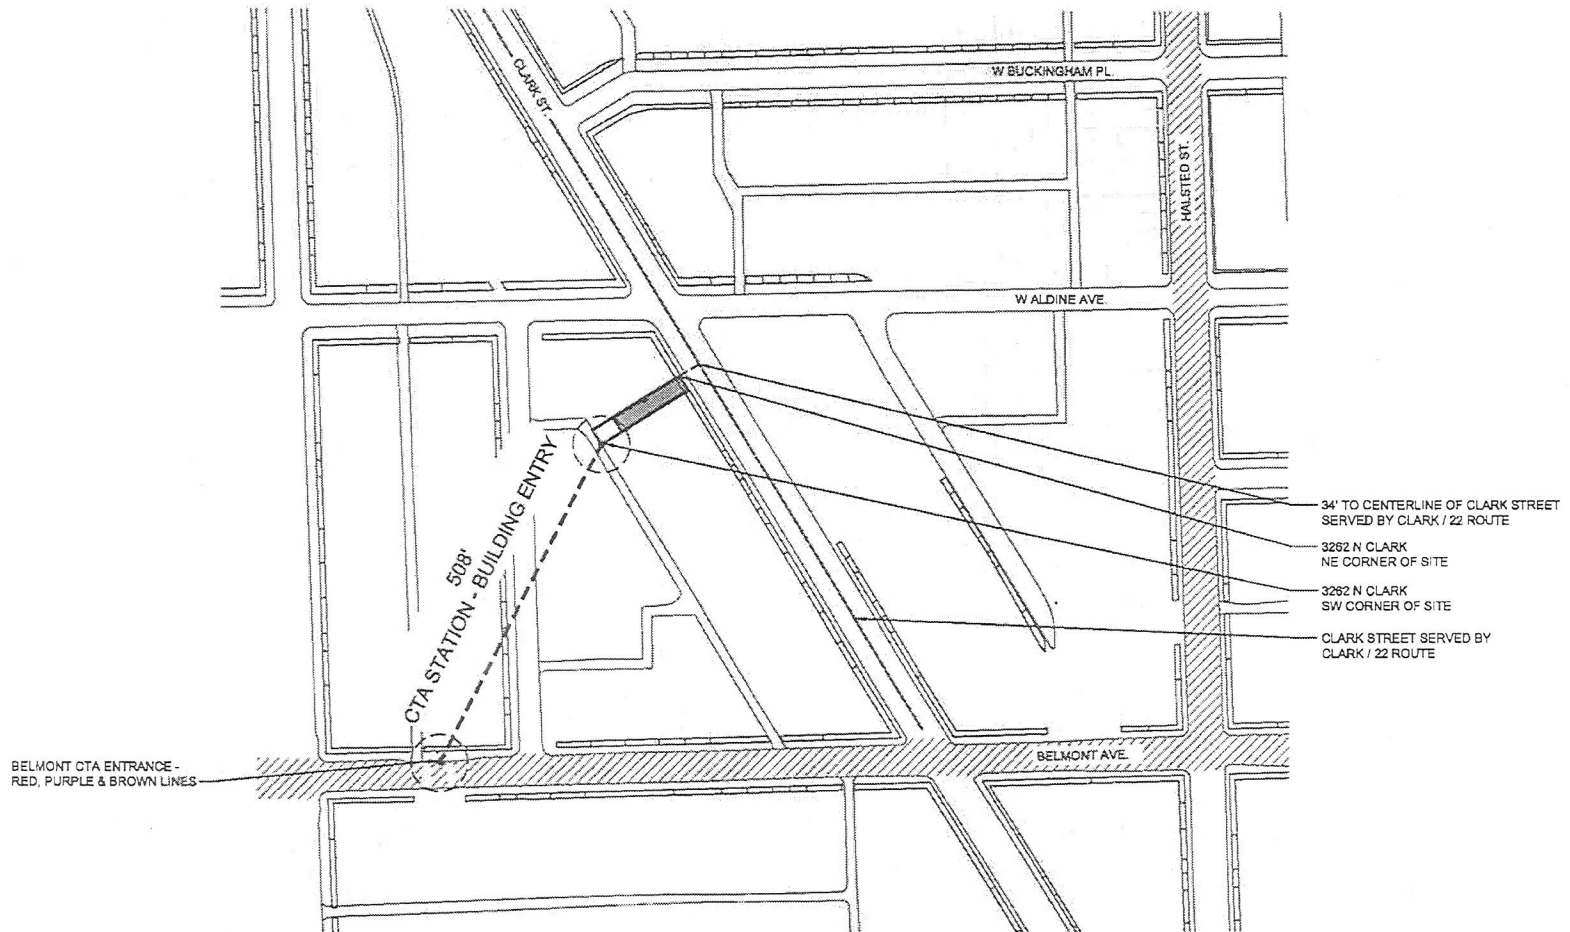 CLARK ST.
W BUCKINGHAM PL.
HALSTED ST.
W ALDINE AVE.
508'
CTA STATION - BUILDING ENTRY
34' TO CENTERLINE OF CLARK STREET
SERVED BY CLARK / 22 ROUTE
3262 N CLARK
NE CORNER OF SITE
3262 N CLARK
SW CORNER OF SITE
CLARK STREET SERVED BY
CLARK / 22 ROUTE
BELMONT AVE.
BELMONT CTA ENTRANCE -
RED, PURPLE & BROWN LINES